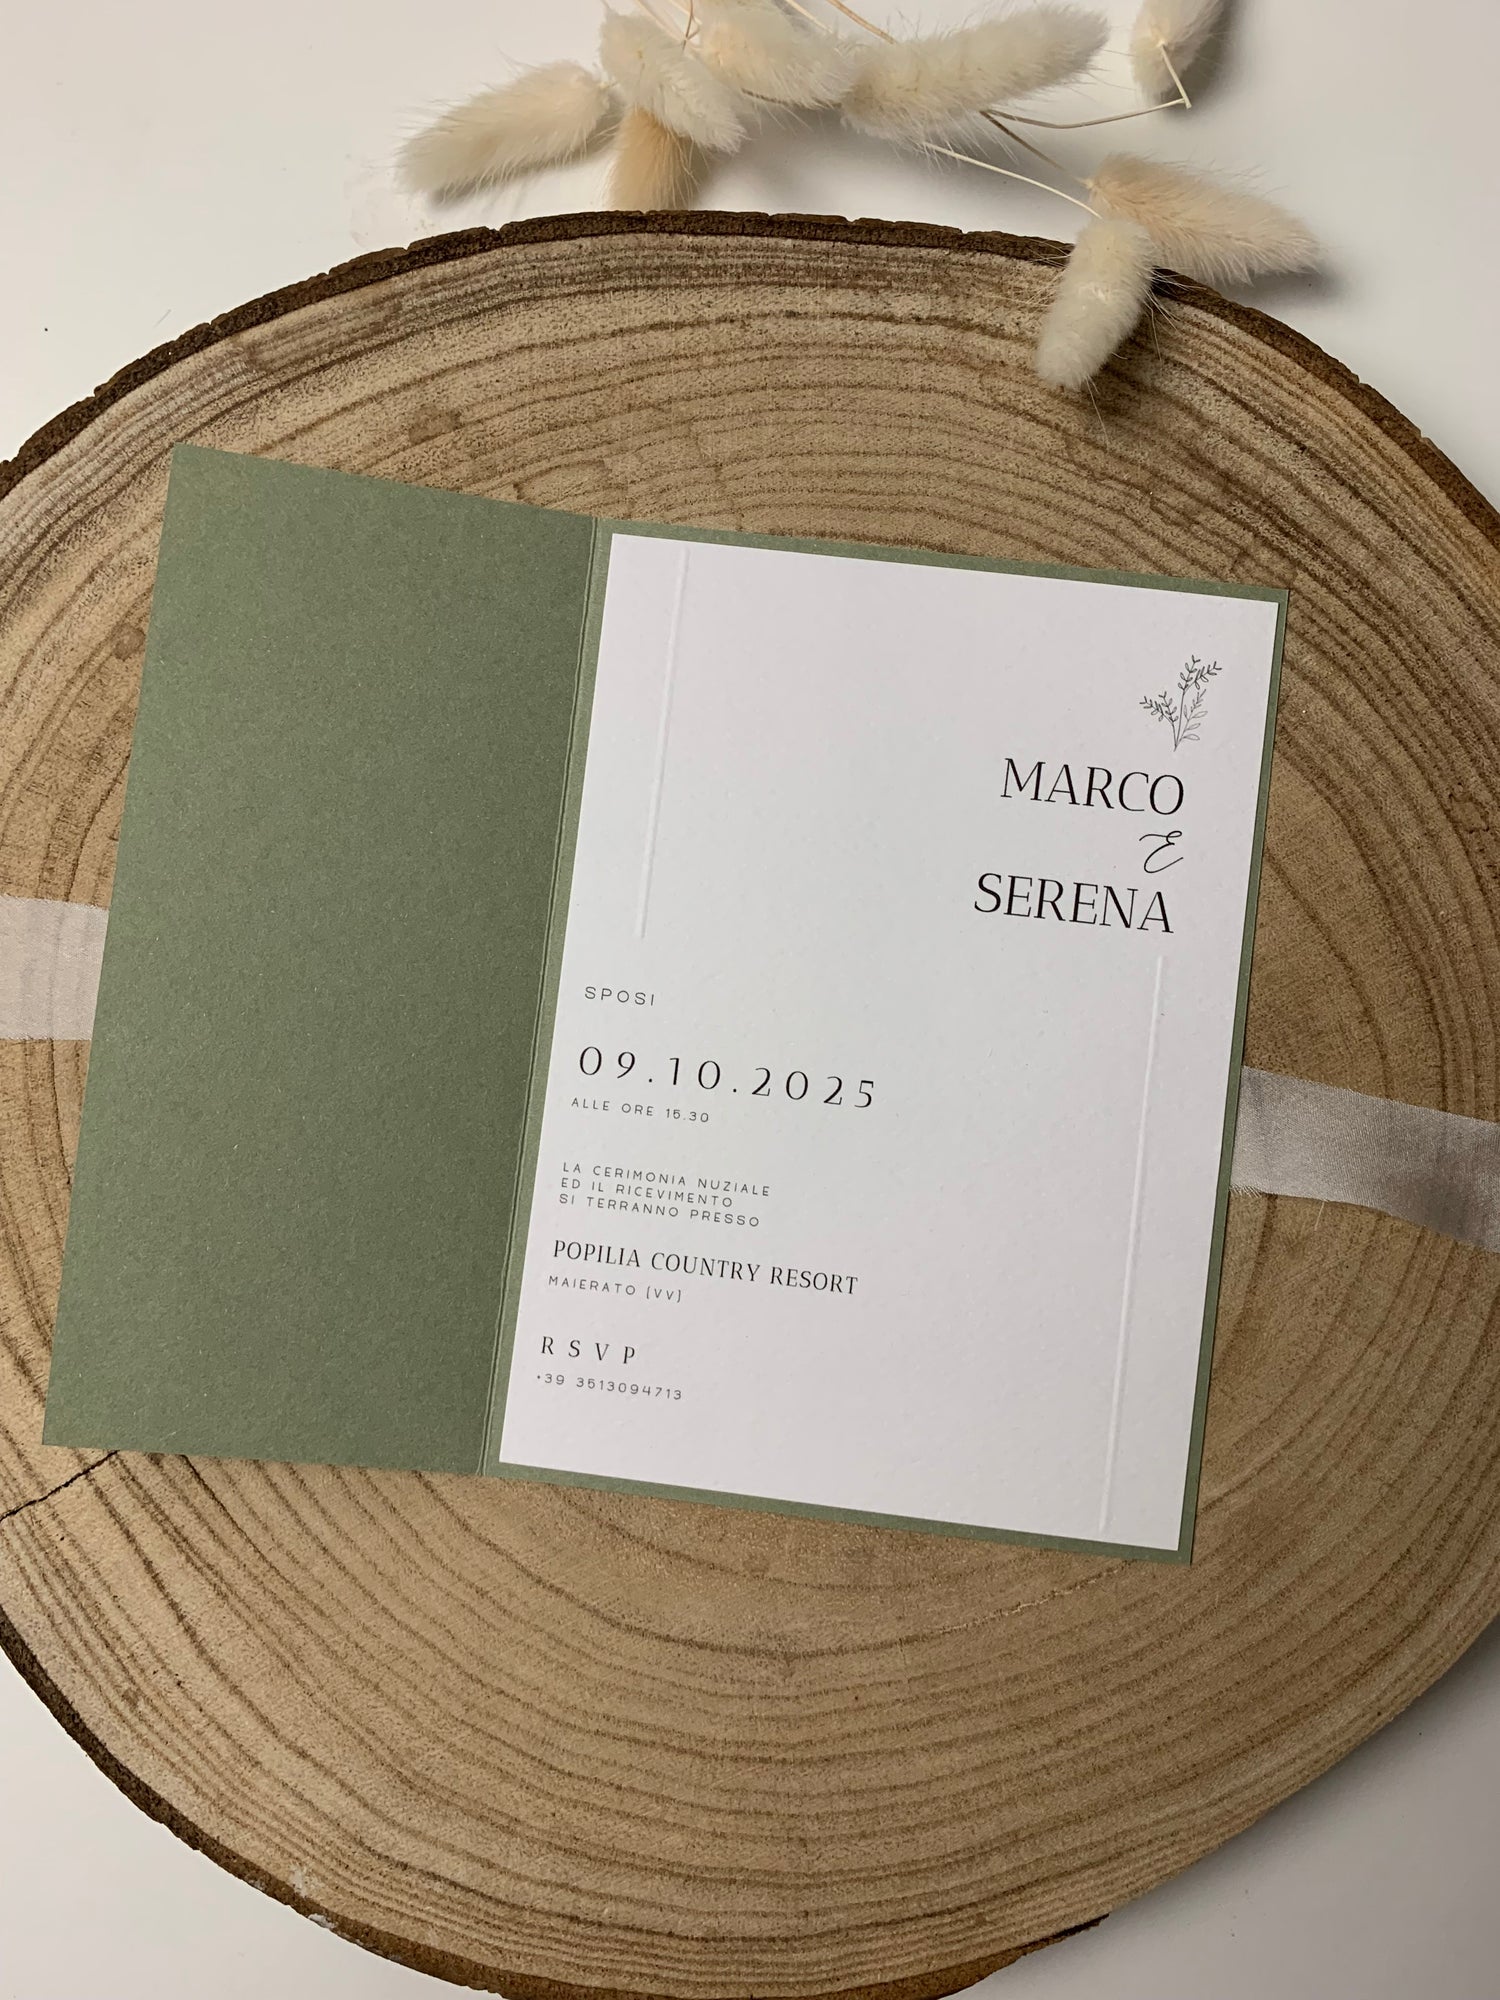 MARCO
E
SERENA
SPOSI
09.10.2025
ALLE ORE 15.30
LA CERIMONIA NUZIALE
ED IL RICEVIMENTO
SI TERRANNO PRESSO
POPILIA COUNTRY RESORT
MAIERATO (VV)
RSVP
+39 3513094713